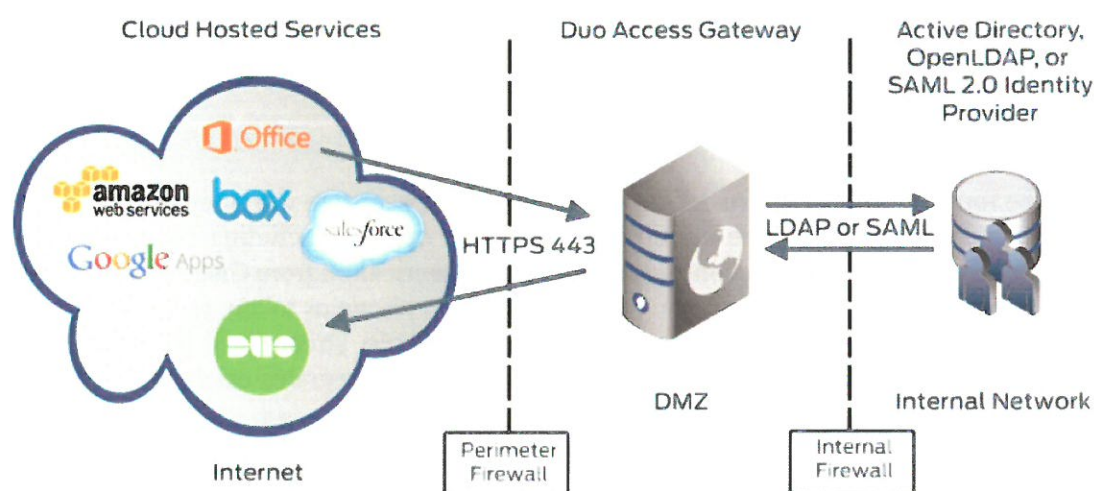 Cloud Hosted Services
Duo Access Gateway
Active Directory,
OpenLDAP, or
SAML 2.0 Identity
Provider
Office
amazon
web services
box
salesforce
Google Apps
HTTPS 443
LDAP or SAML
DUO
DMZ
Internal Network
Internet
Perimeter
Firewall
Internal
Firewall